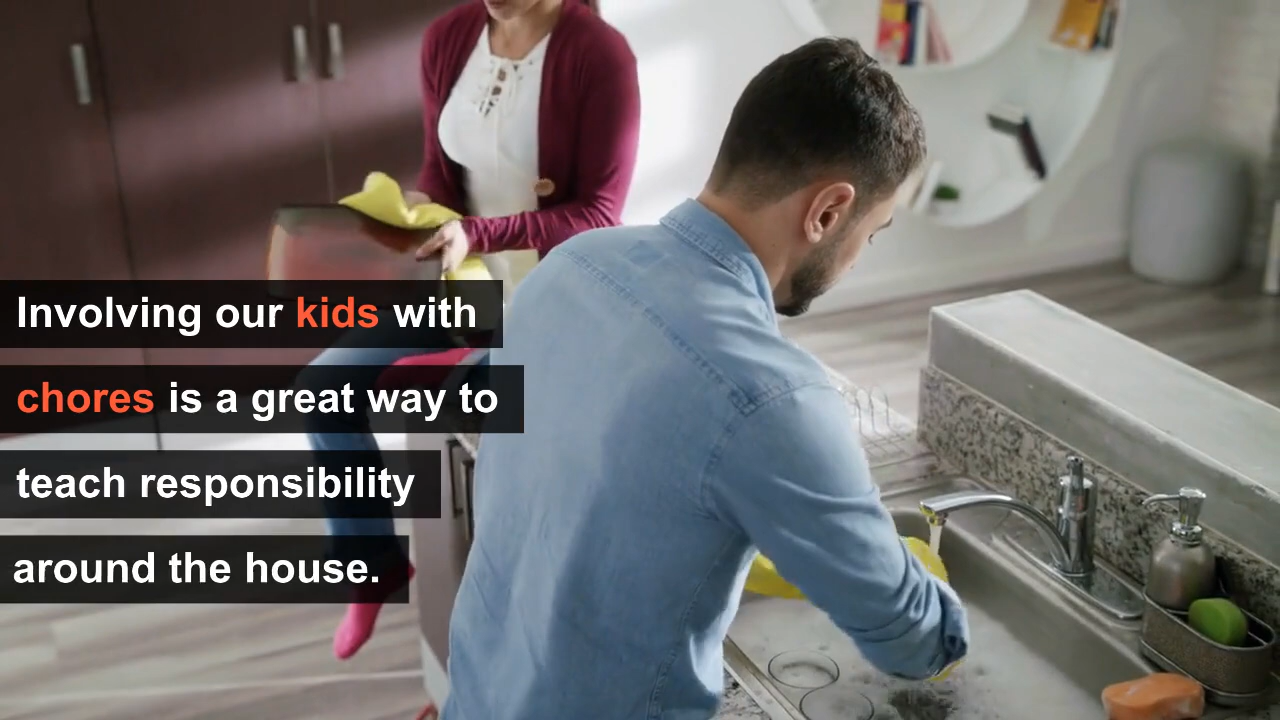 Involving our kids with
chores is a great way to
teach responsibility
around the house.